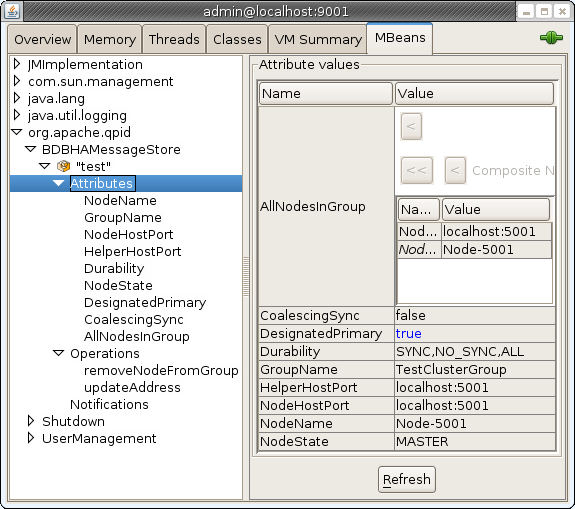 admin@localhost:9001
Overview Memory Threads Classes VM Summary MBeans
JMImplementation
com.sun.management
java.lang
java.util.logging
org.apache.qpid
BDBHAMessageStore
"test"
Attributes
NodeName
GroupName
NodeHostPort
HelperHostPort
Durability
NodeState
DesignatedPrimary
CoalescingSync
AllNodesInGroup
Operations
removeNodeFromGroup
updateAddress
Notifications
Shutdown
UserManagement
Attribute values
Name Value
AllNodesInGroup
<
<< < Composite N
Na... Value
Nod... localhost:5001
Nod... Node-5001
CoalescingSync false
DesignatedPrimary true
Durability SYNC,NO_SYNC,ALL
GroupName TestClusterGroup
HelperHostPort localhost:5001
NodeHostPort localhost:5001
NodeName Node-5001
NodeState MASTER
Refresh